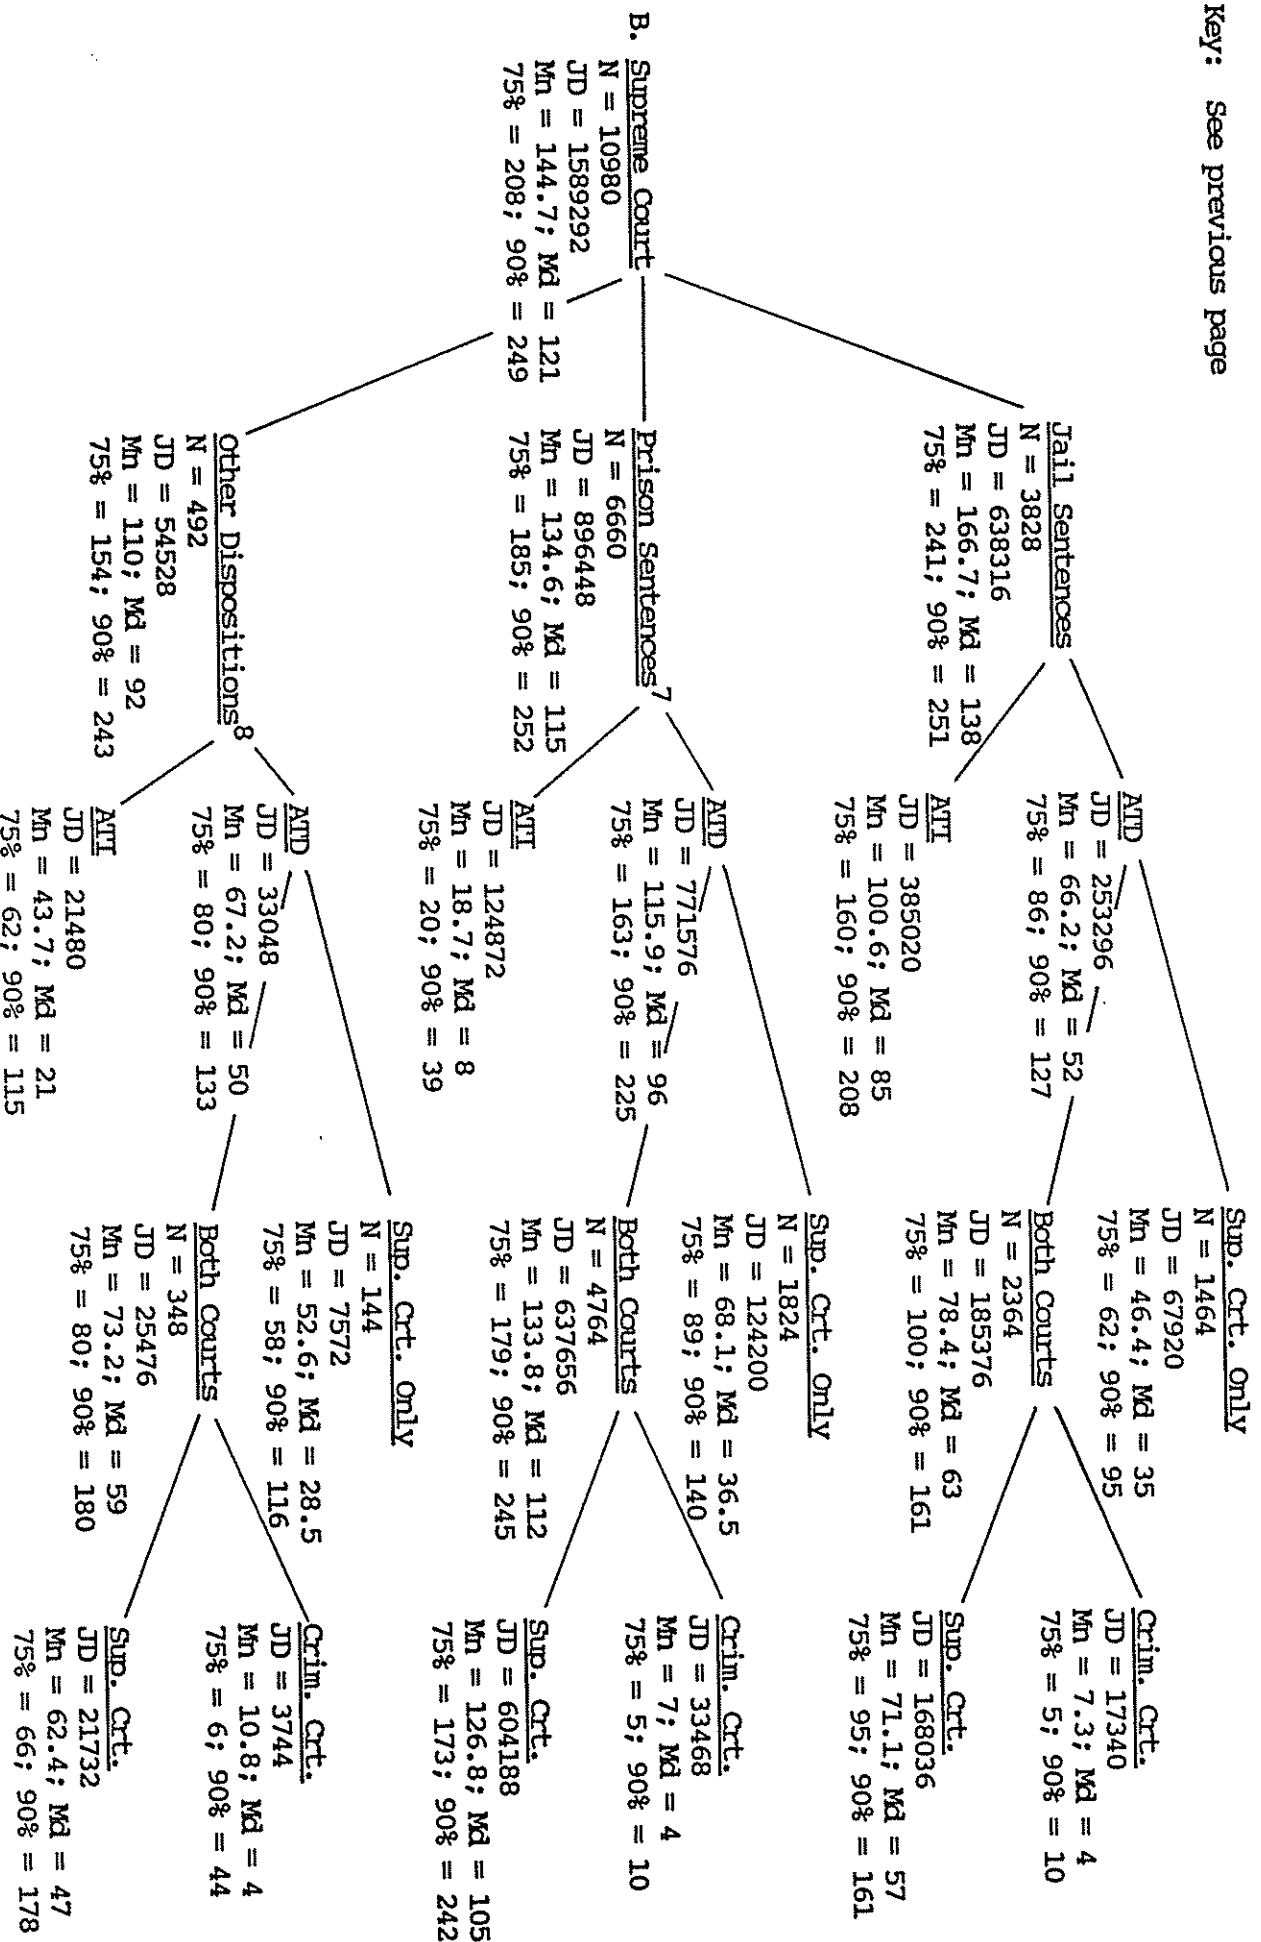 Key: See previous page
B. Supreme Court
N = 10980
JD = 1589292
Mn = 144.7; Md = 121
75% = 208; 90% = 249
Jail Sentences
N = 3828
JD = 638316
Mn = 166.7; Md = 138
75% = 241; 90% = 251
ATD
JD = 253296
Mn = 66.2; Md = 52
75% = 86; 90% = 127
Sup. Crt. Only
N = 1464
JD = 67920
Mn = 46.4; Md = 35
75% = 62; 90% = 95
Both Courts
N = 2364
JD = 185376
Mn = 78.4; Md = 63
75% = 100; 90% = 161
Crim. Crt.
JD = 17340
Mn = 7.3; Md = 4
75% = 5; 90% = 10
Sup. Crt.
JD = 168036
Mn = 71.1; Md = 57
75% = 95; 90% = 161
ATI
JD = 385020
Mn = 100.6; Md = 85
75% = 160; 90% = 208
Prison Sentences7
N = 6660
JD = 896448
Mn = 134.6; Md = 115
75% = 185; 90% = 252
ATD
JD = 771576
Mn = 115.9; Md = 96
75% = 163; 90% = 225
Sup. Crt. Only
N = 1824
JD = 124200
Mn = 68.1; Md = 36.5
75% = 89; 90% = 140
Both Courts
N = 4764
JD = 637656
Mn = 133.8; Md = 112
75% = 179; 90% = 245
Crim. Crt.
JD = 33468
Mn = 7; Md = 4
75% = 5; 90% = 10
Sup. Crt.
JD = 604188
Mn = 126.8; Md = 105
75% = 173; 90% = 242
ATI
JD = 124872
Mn = 18.7; Md = 8
75% = 20; 90% = 39
Other Dispositions8
N = 492
JD = 54528
Mn = 110; Md = 92
75% = 154; 90% = 243
ATD
JD = 33048
Mn = 67.2; Md = 50
75% = 80; 90% = 133
Sup. Crt. Only
N = 144
JD = 7572
Mn = 52.6; Md = 28.5
75% = 58; 90% = 116
Both Courts
N = 348
JD = 25476
Mn = 73.2; Md = 59
75% = 80; 90% = 180
Crim. Crt.
JD = 3744
Mn = 10.8; Md = 4
75% = 6; 90% = 44
Sup. Crt.
JD = 21732
Mn = 62.4; Md = 47
75% = 66; 90% = 178
ATI
JD = 21480
Mn = 43.7; Md = 21
75% = 62; 90% = 115